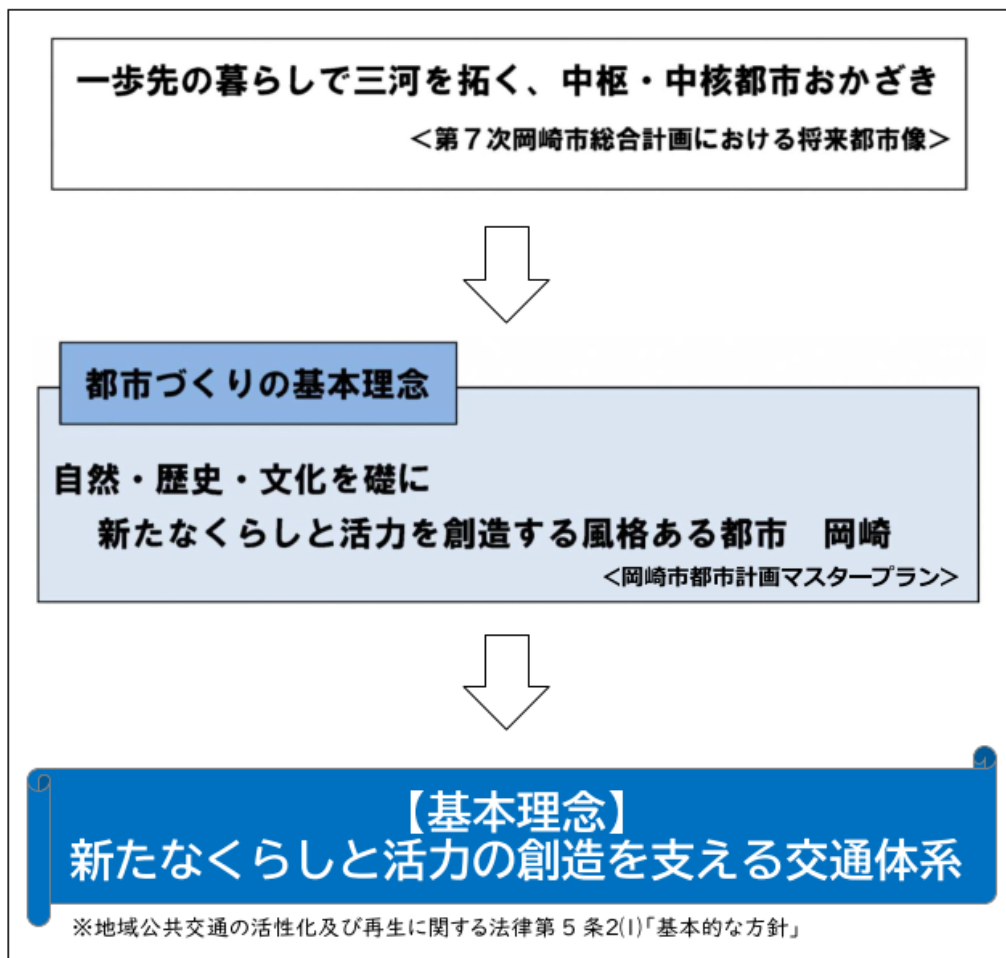 一歩先の暮らしで三河を拓く、中枢・中核都市おかざき
＜第７次岡崎市総合計画における将来都市像＞
都市づくりの基本理念
自然・歴史・文化を礎に
新たなくらしと活力を創造する風格ある都市　岡崎
＜岡崎市都市計画マスタープラン＞
【基本理念】
新たなくらしと活力の創造を支える交通体系
※地域公共交通の活性化及び再生に関する法律第 5 条2(1)｢基本的な方針｣